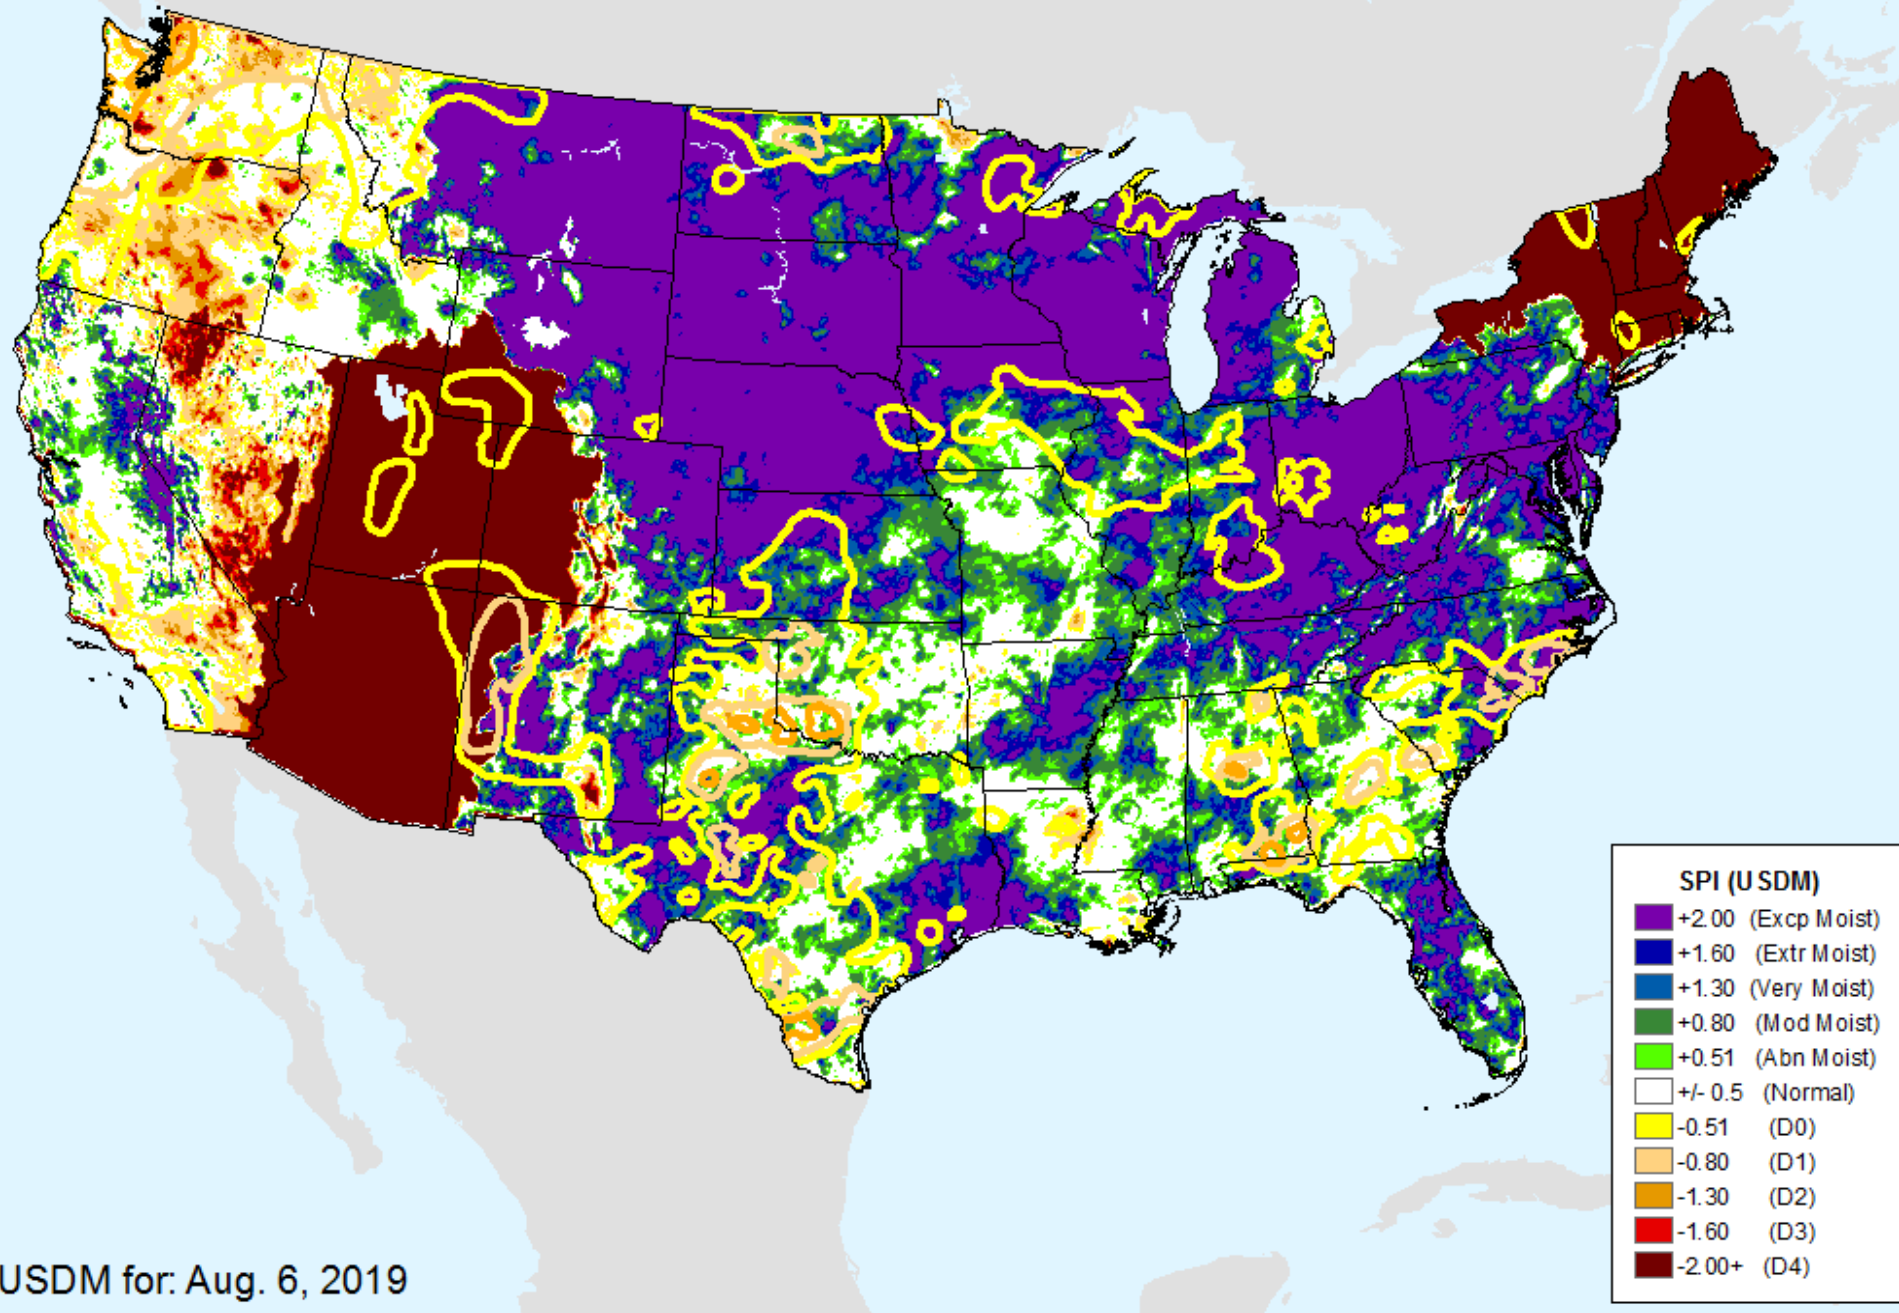 SPI (USDM)
+2.00 (Excp Moist)
+1.60 (Extr Moist)
+1.30 (Very Moist)
+0.80 (Mod Moist)
+0.51 (Abn Moist)
+/- 0.5 (Normal)
-0.51 (D0)
-0.80 (D1)
-1.30 (D2)
-1.60 (D3)
-2.00+ (D4)
USDM for: Aug. 6, 2019